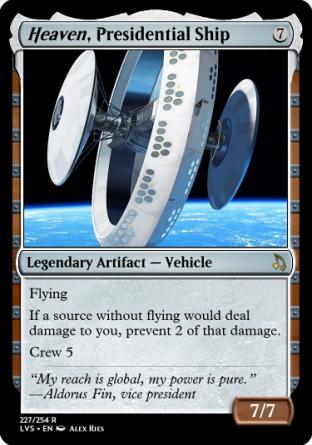 Heaven, Presidential Ship 7
Legendary Artifact — Vehicle
Flying
If a source without flying would deal
damage to you, prevent 2 of that damage.
Crew 5
“My reach is global, my power is pure.”
—Aldorus Fin, vice president
7/7
227/254 R
LVS • EN Alex Ries